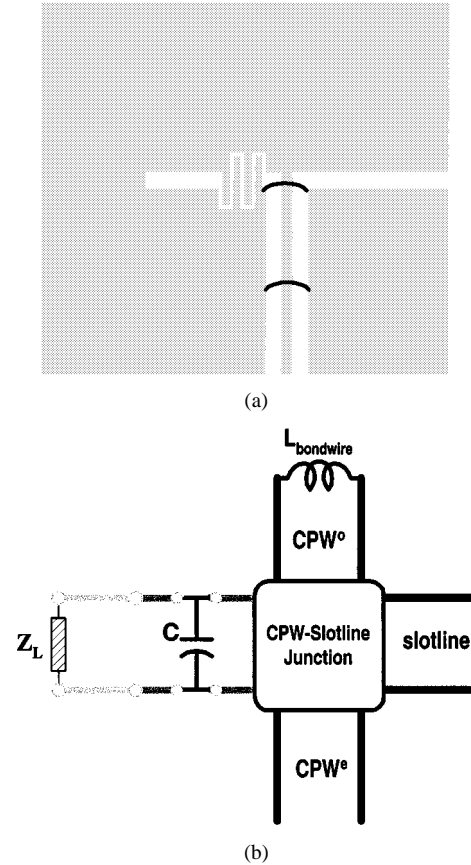 (a)
L_bondwire
CPW^o
Z_L
C
CPW-Slotline
Junction
slotline
CPW^e
(b)